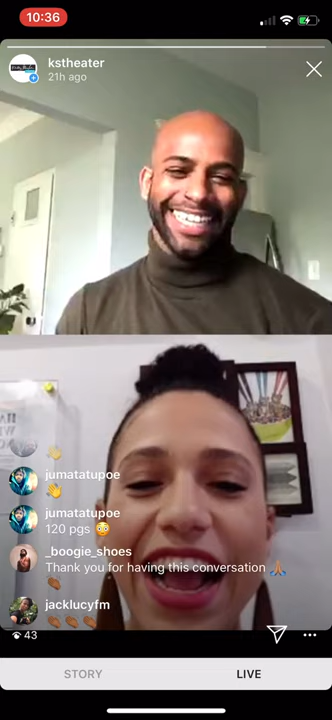 10:36
kstheater
21h ago
👏
jumatatupoe
👏
jumatatupoe
120 pgs 😳
_boogie_shoes
Thank you for having this conversation 🙏🏾
👏🏾
jacklucyfm
👏🏾👏🏾👏🏾
43
STORY
LIVE